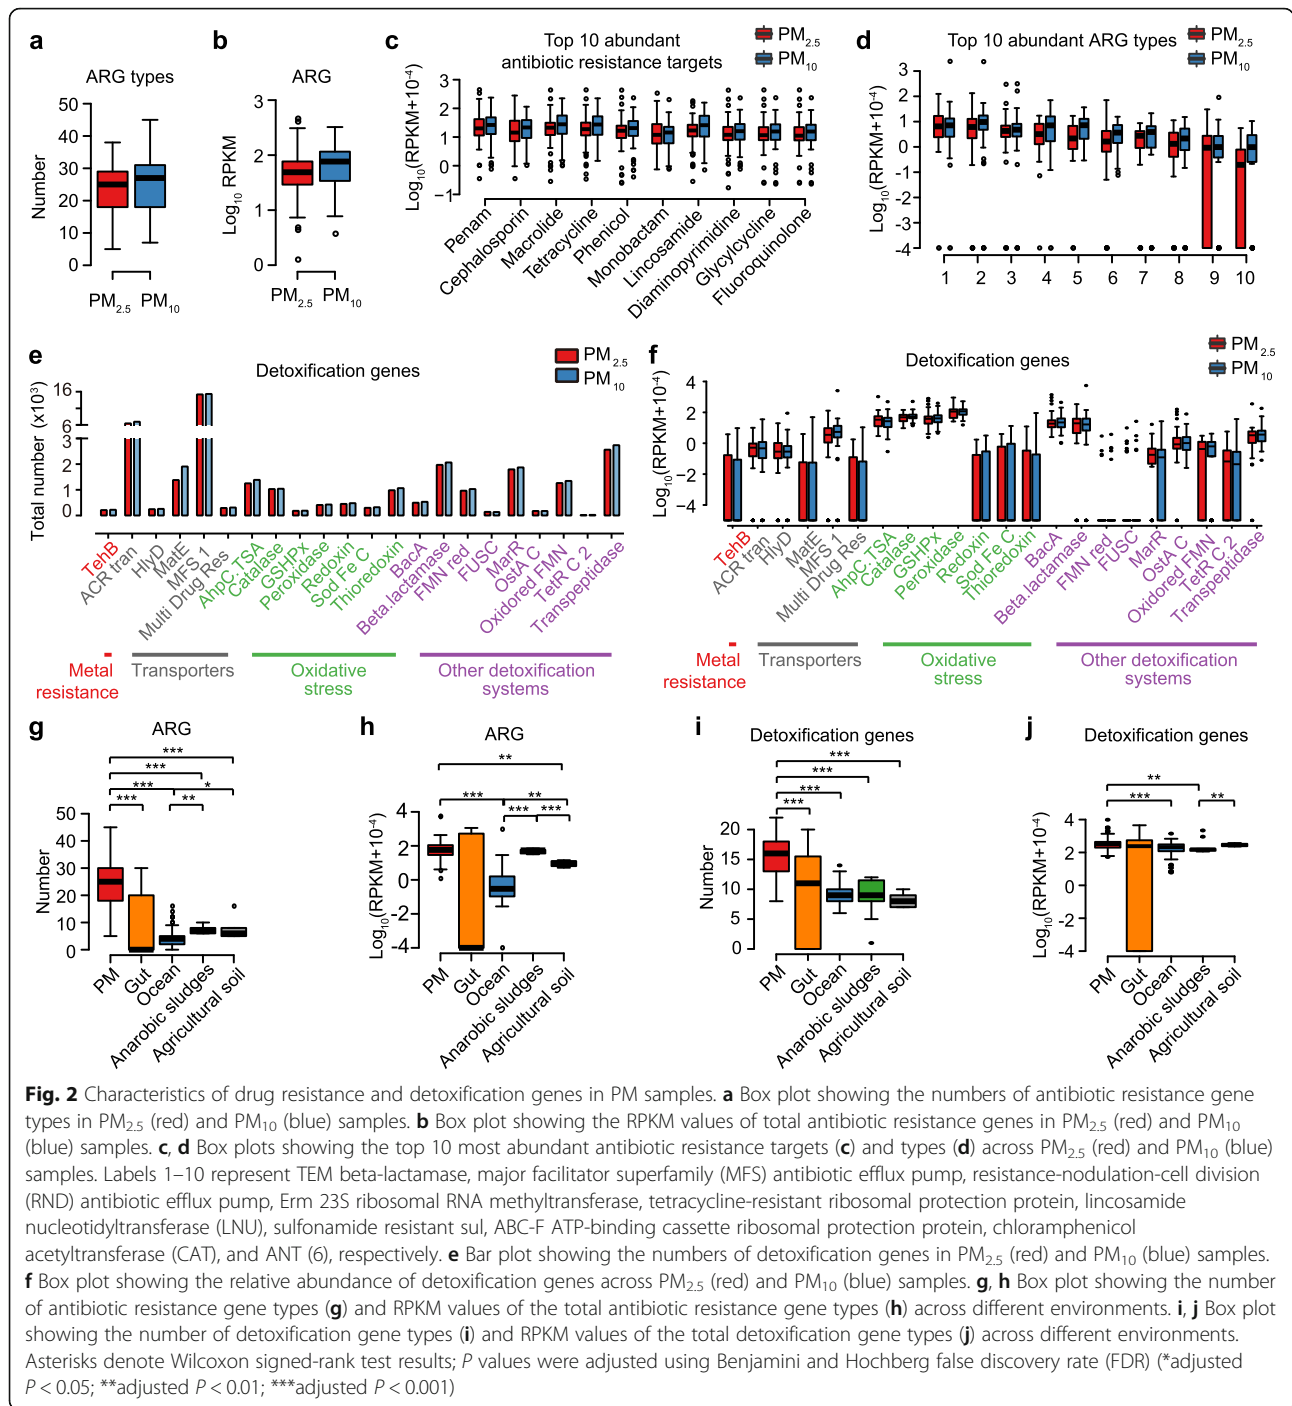 a
ARG types
Number
50
40
30
20
10
0
PM2.5
PM10
b
ARG
Log10 RPKM
3
2
1
0
PM2.5
PM10
c
Top 10 abundant
antibiotic resistance targets
PM2.5
PM10
Log10(RPKM+10-4)
3
2
1
0
−1
Penam
Cephalosporin
Macrolide
Tetracycline
Phenicol
Monobactam
Lincosamide
Diaminopyrimidine
Glycylcycline
Fluoroquinolone
d
Top 10 abundant ARG types
PM2.5
PM10
Log10(RPKM+10-4)
3
2
1
0
-1
-2
-3
-4
1 2 3 4 5 6 7 8 9 10
e
Detoxification genes
PM2.5
PM10
Total number (x103)
16
6
3
2
1
0
TehB
ACR tran
HlyD
MatE
MFS 1
Multi Drug Res
AhpC. TSA
Catalase
GSHPx
Peroxidase
Redoxin
Sod Fe C
Thioredoxin
BacA
Beta.lactamase
FMN red
FUSC
MarR
OstA C
Oxidored FMN
TetR C 2
Transpeptidase
Metal
resistance
Transporters
Oxidative
stress
Other detoxification
systems
f
Detoxification genes
PM2.5
PM10
Log10(RPKM+10-4)
4
2
0
−2
−4
TehB
ACR tran
HlyD
MatE
MFS 1
Multi Drug Res
AhpC. TSA
Catalase
GSHPx
Peroxidase
Redoxin
Sod Fe C
Thioredoxin
BacA
Beta.lactamase
FMN red
FUSC
MarR
OstA C
Oxidored FMN
TetR C 2
Transpeptidase
Metal
resistance
Transporters
Oxidative
stress
Other detoxification
systems
g
ARG
***
***
*** *
*** **
Number
50
40
30
20
10
0
PM
Gut
Ocean
Anarobic sludges
Agricultural soil
h
ARG
**
*** **
*** ***
Log10(RPKM+10-4)
4
2
0
-2
-4
PM
Gut
Ocean
Anarobic sludges
Agricultural soil
i
Detoxification genes
***
***
***
***
Number
20
15
10
5
0
PM
Gut
Ocean
Anarobic sludges
Agricultural soil
j
Detoxification genes
**
*** **
Log10(RPKM+10-4)
4
2
0
-2
-4
PM
Gut
Ocean
Anarobic sludges
Agricultural soil
Fig. 2 Characteristics of drug resistance and detoxification genes in PM samples. a Box plot showing the numbers of antibiotic resistance gene
types in PM2.5 (red) and PM10 (blue) samples. b Box plot showing the RPKM values of total antibiotic resistance genes in PM2.5 (red) and PM10
(blue) samples. c, d Box plots showing the top 10 most abundant antibiotic resistance targets (c) and types (d) across PM2.5 (red) and PM10 (blue)
samples. Labels 1–10 represent TEM beta-lactamase, major facilitator superfamily (MFS) antibiotic efflux pump, resistance-nodulation-cell division
(RND) antibiotic efflux pump, Erm 23S ribosomal RNA methyltransferase, tetracycline-resistant ribosomal protection protein, lincosamide
nucleotidyltransferase (LNU), sulfonamide resistant sul, ABC-F ATP-binding cassette ribosomal protection protein, chloramphenicol
acetyltransferase (CAT), and ANT (6), respectively. e Bar plot showing the numbers of detoxification genes in PM2.5 (red) and PM10 (blue) samples.
f Box plot showing the relative abundance of detoxification genes across PM2.5 (red) and PM10 (blue) samples. g, h Box plot showing the number
of antibiotic resistance gene types (g) and RPKM values of the total antibiotic resistance gene types (h) across different environments. i, j Box plot
showing the number of detoxification gene types (i) and RPKM values of the total detoxification gene types (j) across different environments.
Asterisks denote Wilcoxon signed-rank test results; P values were adjusted using Benjamini and Hochberg false discovery rate (FDR) (*adjusted
P < 0.05; **adjusted P < 0.01; ***adjusted P < 0.001)